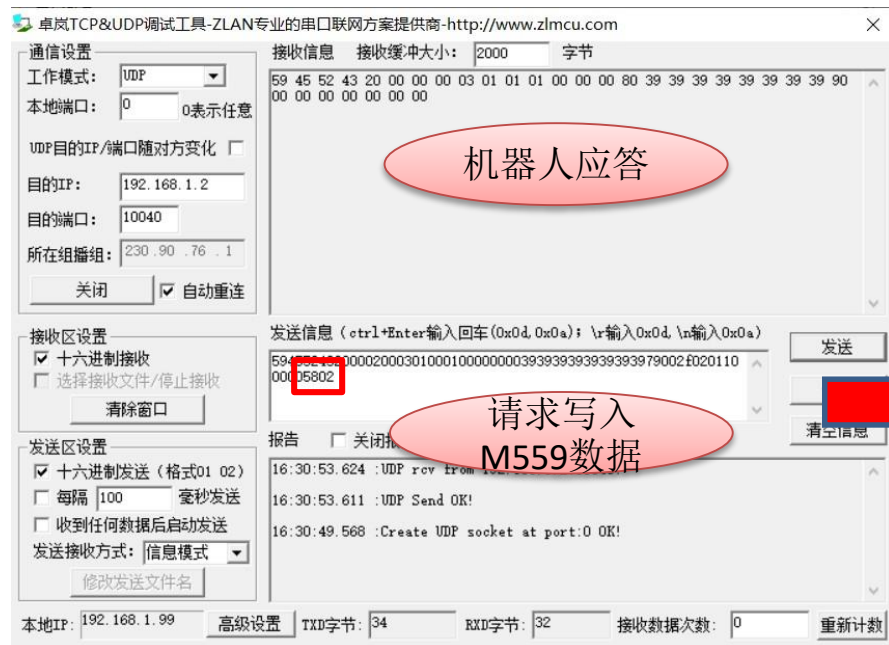 卓岚TCP&UDP调试工具-ZLAN专业的串口联网方案提供商-http://www.zlmcu.com
通信设置
工作模式: UDP
本地端口: 0 0表示任意
UDP目的IP/端口随对方变化
目的IP: 192.168.1.2
目的端口: 10040
所在组播组: 230 .90 .76 . 1
关闭 自动重连
接收信息 接收缓冲大小: 2000 字节
59 45 52 43 20 00 00 00 03 01 01 01 00 00 00 80 39 39 39 39 39 39 39 39 90
00 00 00 00 00 00 00
机器人应答
接收区设置
十六进制接收
选择接收文件/停止接收
清除窗口
发送信息(ctrl+Enter输入回车(0x0d,0x0a); \r输入0x0d,\n输入0x0a)
发送
05802
清空信息
请求写入
M559数据
发送区设置
十六进制发送(格式01 02)
每隔 100 毫秒发送
收到任何数据后启动发送
发送接收方式: 信息模式
修改发送文件名
报告 关闭
16:30:53.624 :UDP rcv from
16:30:53.611 :UDP Send OK!
16:30:49.568 :Create UDP socket at port:0 OK!
本地IP: 192.168.1.99 高级设置 TXD字节: 34 RXD字节: 32 接收数据次数: 0 重新计数